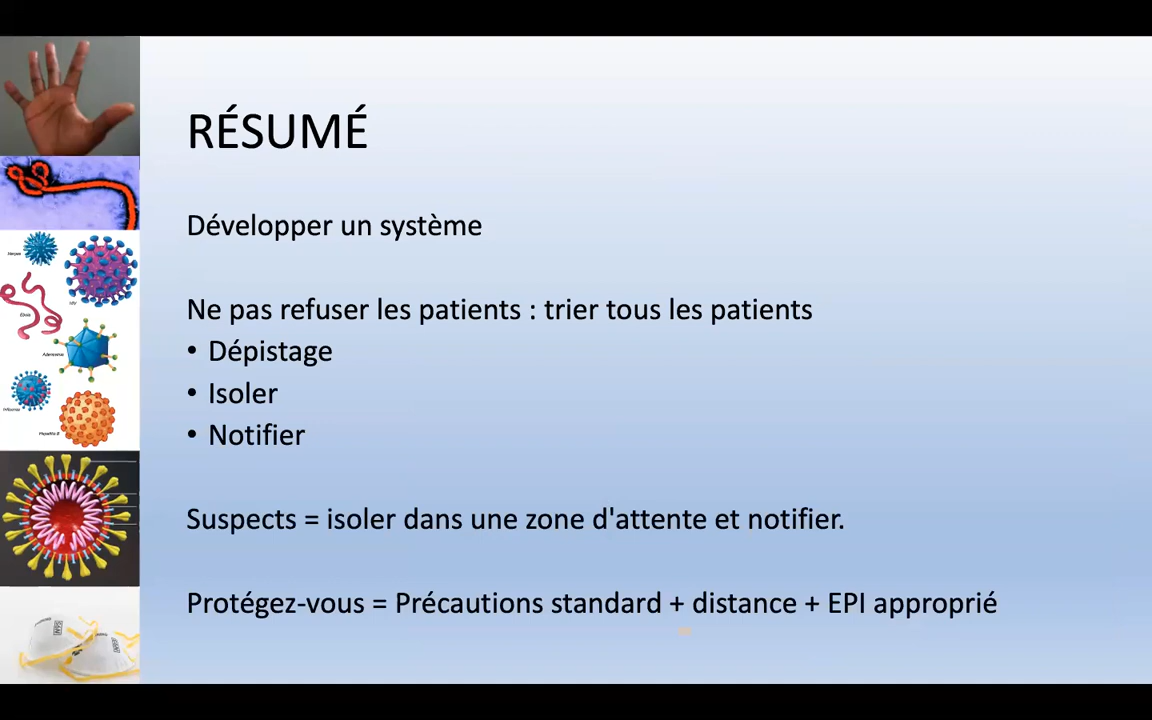 RÉSUMÉ
Développer un système
Ne pas refuser les patients : trier tous les patients
• Dépistage
• Isoler
• Notifier
Suspects = isoler dans une zone d'attente et notifier.
Protégez-vous = Précautions standard + distance + EPI approprié
Ebola